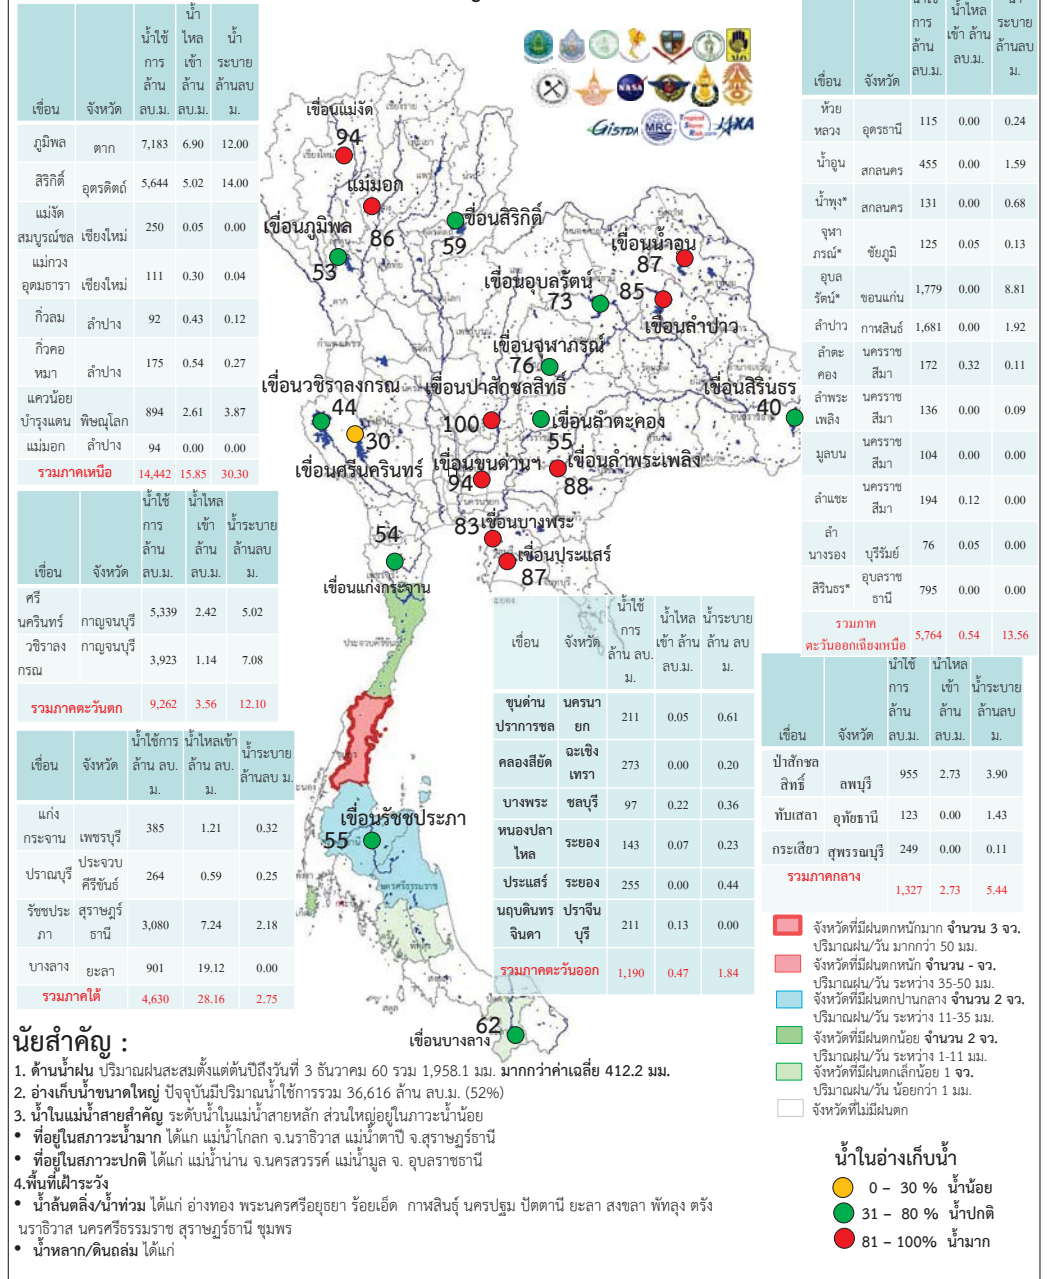 เขื่อน จังหวัด น้ำใช้การ ล้าน ลบ.ม. น้ำไหลเข้า ล้าน ลบ.ม. น้ำระบาย ล้านลบ ม.
ภูมิพล ตาก 7,183 6.90 12.00
สิริกิติ์ อุตรดิตถ์ 5,644 5.02 14.00
แม่งัดสมบูรณ์ชล เชียงใหม่ 250 0.05 0.00
แม่กวงอุดมธารา เชียงใหม่ 111 0.30 0.04
กิ่วลม ลำปาง 92 0.43 0.12
กิ่วคอหมา ลำปาง 175 0.54 0.27
แควน้อยบำรุงแดน พิษณุโลก 894 2.61 3.87
แม่มอก ลำปาง 94 0.00 0.00
รวมภาคเหนือ 14,442 15.85 30.30
เขื่อน จังหวัด น้ำใช้การ ล้าน ลบ.ม. น้ำไหลเข้า ล้าน ลบ.ม. น้ำระบาย ล้านลบ ม.
ศรีนครินทร์ กาญจนบุรี 5,339 2.42 5.02
วชิราลงกรณ กาญจนบุรี 3,923 1.14 7.08
รวมภาคตะวันตก 9,262 3.56 12.10
เขื่อน จังหวัด น้ำใช้การ ล้าน ลบ.ม. น้ำไหลเข้า ล้าน ลบ.ม. น้ำระบาย ล้านลบ ม.
แก่งกระจาน เพชรบุรี 385 1.21 0.32
ปราณบุรี ประจวบคีรีขันธ์ 264 0.59 0.25
รัชชประภา สุราษฎร์ธานี 3,080 7.24 2.18
บางลาง ยะลา 901 19.12 0.00
รวมภาคใต้ 4,630 28.16 2.75
GISTDA MRC Tropical Storm Risk.com JAXA
NASA
เขื่อนแม่งัด
94
แม่มอก
86
เขื่อนภูมิพล
53
ขื่อนสิริกิติ์
59
เขื่อนน้ำอูน
87
เขื่อนอุบลรัตน์
73
85
เขื่อนลำปาว
เขื่อนจุฬาภรณ์
76
เขื่อนวชิราลงกรณ
44
30
เขื่อนศรีนครินทร์
เขื่อนป่าสักชลสิทธิ์
100
เขื่อนลำตะคอง
55
เขื่อนสิรินธร
40
เขื่อนขุนด่านฯ
94
เขื่อนลำพระเพลิง
88
83
เขื่อนบางพระ
เขื่อนประแสร์
87
54
เขื่อนแก่งกระจาน
ประจวบคีรีขันธ์
เขื่อนรัชชประภา
55
62
เขื่อนบางลาง
เขื่อน จังหวัด น้ำใช้การ ล้าน ลบ.ม. น้ำไหลเข้า ล้าน ลบ.ม. น้ำระบาย ล้าน ลบ ม.
ขุนด่านปราการชล นครนายก 211 0.05 0.61
คลองสียัด ฉะเชิงเทรา 273 0.00 0.20
บางพระ ชลบุรี 97 0.22 0.36
หนองปลาไหล ระยอง 143 0.07 0.23
ประแสร์ ระยอง 255 0.00 0.44
นฤบดินทรจินดา ปราจีนบุรี 211 0.13 0.00
รวมภาคตะวันออก 1,190 0.47 1.84
เขื่อน จังหวัด น้ำใช้การ ล้าน ลบ.ม. น้ำไหลเข้า ล้าน ลบ.ม. น้ำระบาย ล้านลบ ม.
ห้วยหลวง อุดรธานี 115 0.00 0.24
น้ำอูน สกลนคร 455 0.00 1.59
น้ำพุง* สกลนคร 131 0.00 0.68
จุฬาภรณ์* ชัยภูมิ 125 0.05 0.13
อุบลรัตน์* ขอนแก่น 1,779 0.00 8.81
ลำปาว กาฬสินธุ์ 1,681 0.00 1.92
ลำตะคอง นครราชสีมา 172 0.32 0.11
ลำพระเพลิง นครราชสีมา 136 0.00 0.09
มูลบน นครราชสีมา 104 0.00 0.00
ลำแชะ นครราชสีมา 194 0.12 0.00
ลำนางรอง บุรีรัมย์ 76 0.05 0.00
สิรินธร* อุบลราชธานี 795 0.00 0.00
รวมภาคตะวันออกเฉียงเหนือ 5,764 0.54 13.56
เขื่อน จังหวัด น้ำใช้การ ล้าน ลบ.ม. น้ำไหลเข้า ล้าน ลบ.ม. น้ำระบาย ล้านลบ ม.
ป่าสักชลสิทธิ์ ลพบุรี 955 2.73 3.90
ทับเสลา อุทัยธานี 123 0.00 1.43
กระเสียว สุพรรณบุรี 249 0.00 0.11
รวมภาคกลาง 1,327 2.73 5.44
จังหวัดที่มีฝนตกหนักมาก จำนวน 3 จว.
ปริมาณฝน/วัน มากกว่า 50 มม.
จังหวัดที่มีฝนตกหนัก จำนวน - จว.
ปริมาณฝน/วัน ระหว่าง 35-50 มม.
จังหวัดที่มีฝนตกปานกลาง จำนวน 2 จว.
ปริมาณฝน/วัน ระหว่าง 11-35 มม.
จังหวัดที่มีฝนตกน้อย จำนวน 2 จว.
ปริมาณฝน/วัน ระหว่าง 1-11 มม.
จังหวัดที่มีฝนตกเล็กน้อย 1 จว.
ปริมาณฝน/วัน น้อยกว่า 1 มม.
จังหวัดที่ไม่มีฝนตก
น้ำในอ่างเก็บน้ำ
0 – 30 % น้ำน้อย
31 – 80 % น้ำปกติ
81 – 100% น้ำมาก
นัยสำคัญ :
1. ด้านน้ำฝน ปริมาณฝนสะสมตั้งแต่ต้นปีถึงวันที่ 3 ธันวาคม 60 รวม 1,958.1 มม. มากกว่าค่าเฉลี่ย 412.2 มม.
2. อ่างเก็บน้ำขนาดใหญ่ ปัจจุบันมีปริมาณน้ำใช้การรวม 36,616 ล้าน ลบ.ม. (52%)
3. น้ำในแม่น้ำสายสำคัญ ระดับน้ำในแม่น้ำสายหลัก ส่วนใหญ่อยู่ในภาวะน้ำน้อย
• ที่อยู่ในสภาวะน้ำมาก ได้แก่ แม่น้ำโกลก จ.นราธิวาส แม่น้ำตาปี จ.สุราษฎร์ธานี
• ที่อยู่ในสภาวะปกติ ได้แก่ แม่น้ำน่าน จ.นครสวรรค์ แม่น้ำมูล จ. อุบลราชธานี
4.พื้นที่เฝ้าระวัง
• น้ำล้นตลิ่ง/น้ำท่วม ได้แก่ อ่างทอง พระนครศรีอยุธยา ร้อยเอ็ด กาฬสินธุ์ นครปฐม ปัตตานี ยะลา สงขลา พัทลุง ตรัง
นราธิวาส นครศรีธรรมราช สุราษฎร์ธานี ชุมพร
• น้ำหลาก/ดินถล่ม ได้แก่